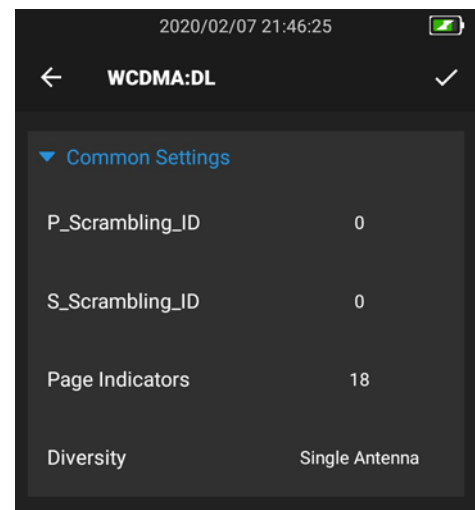 2020/02/07 21:46:25
WCDMA:DL
Common Settings
P_Scrambling_ID 0
S_Scrambling_ID 0
Page Indicators 18
Diversity Single Antenna